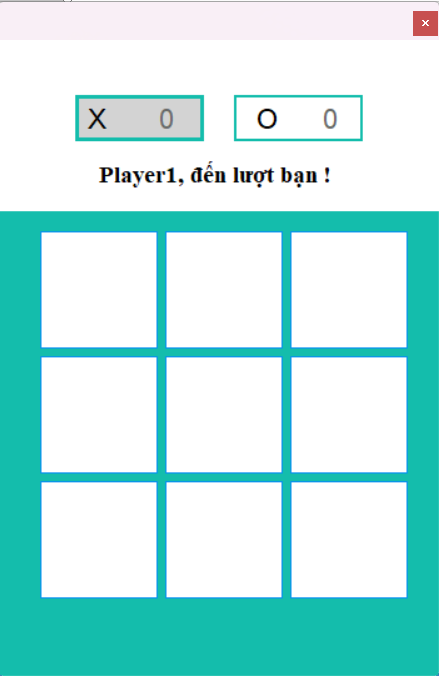 X 0 O 0
Player1, đến lượt bạn !